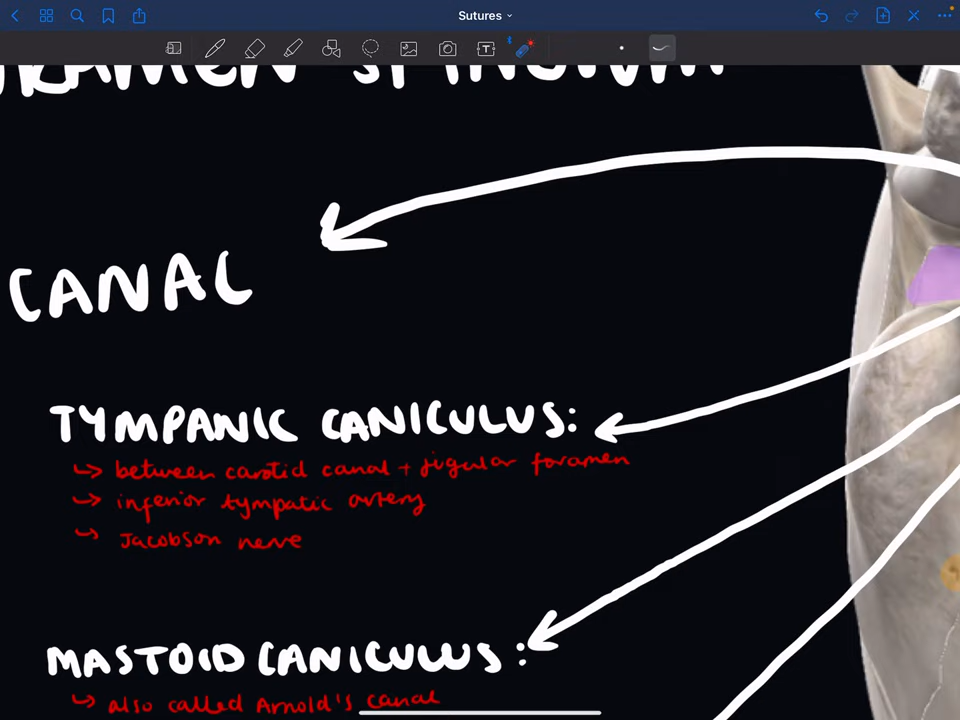 Sutures
CANAL
TYMPANIC CANICULUS:
↳ between carotid canal + jigular foramen
↳ inferior tympatic artery
↳ Jacobson nerve
MASTOID CANICULUS:
↳ also called Arnold's canal